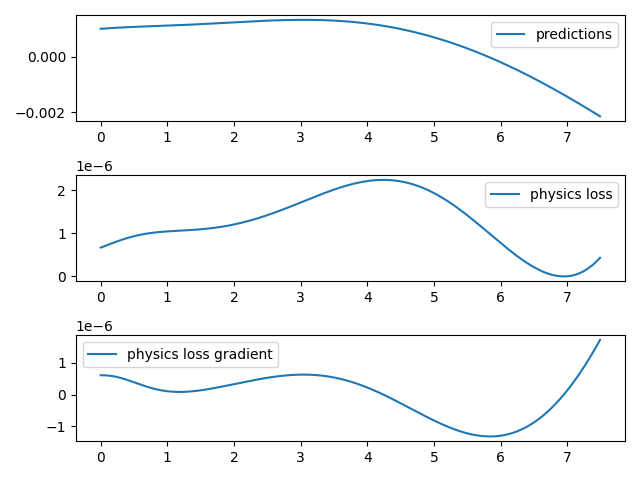 predictions
0.000
−0.002
0 1 2 3 4 5 6 7
1e−6
physics loss
2
1
0
0 1 2 3 4 5 6 7
1e−6
physics loss gradient
1
0
−1
0 1 2 3 4 5 6 7